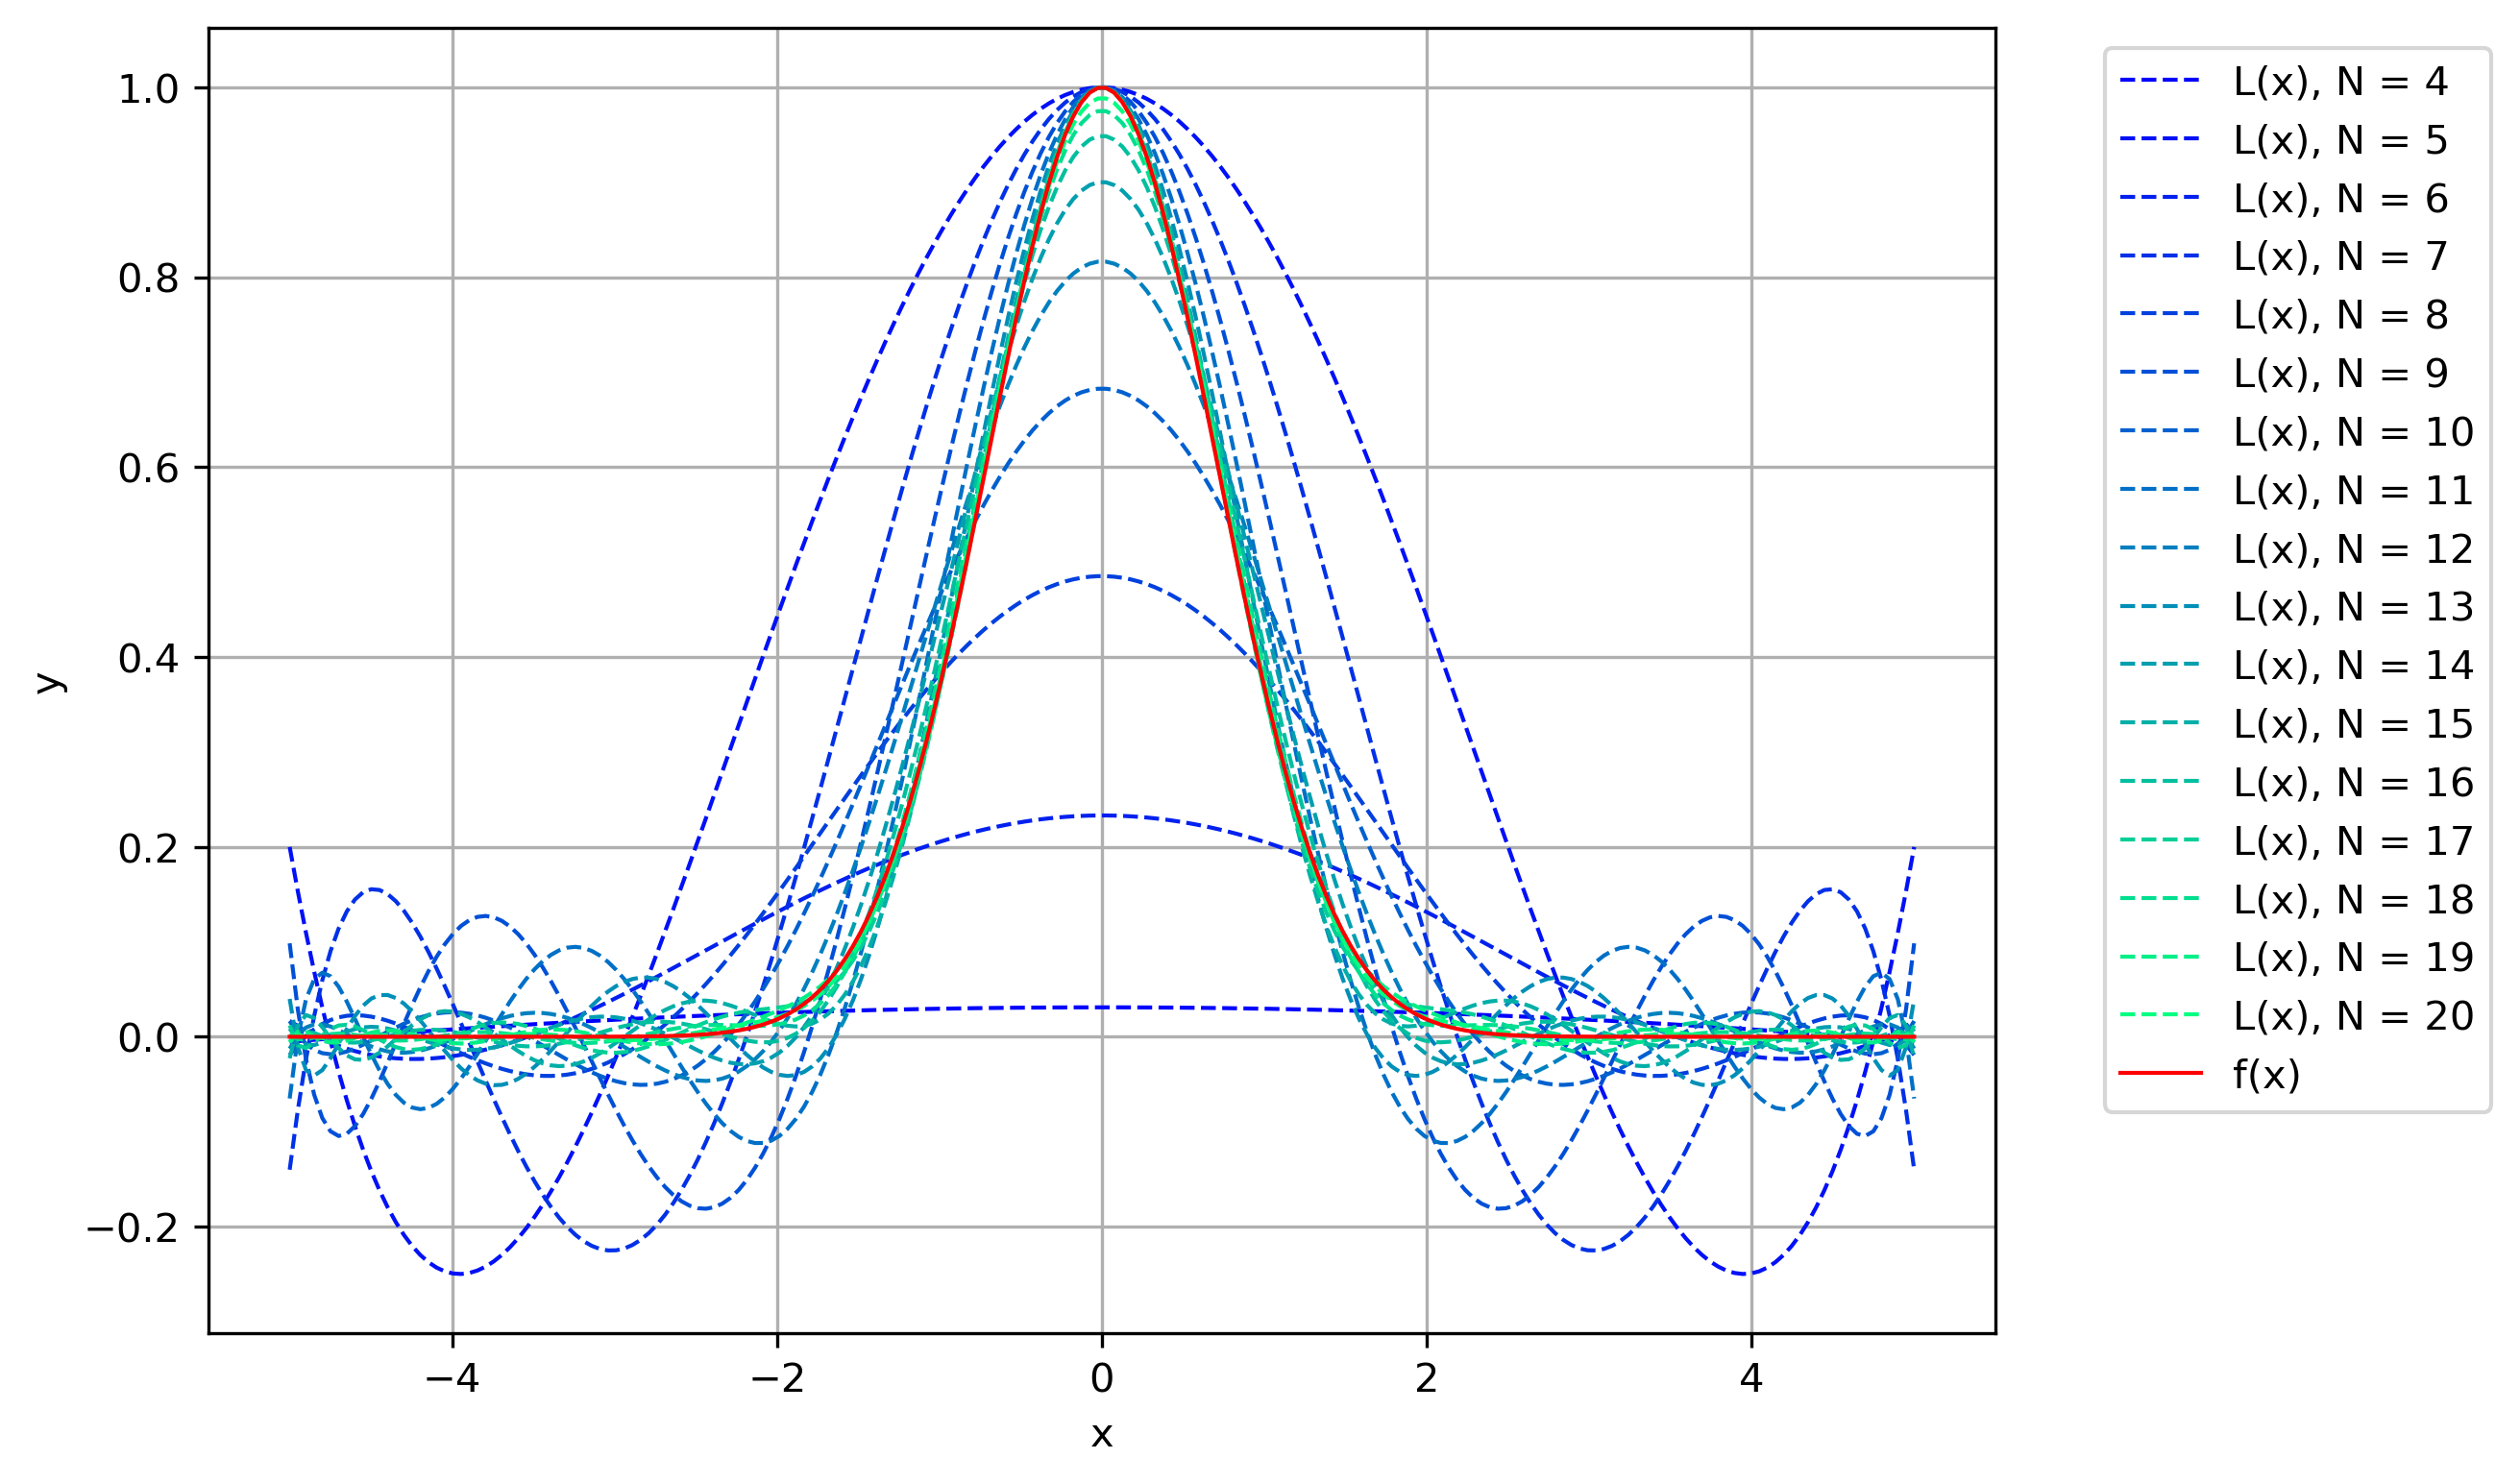 1.0
0.8
0.6
0.4
0.2
0.0
−0.2
y
−4 −2 0 2 4
x
L(x), N = 4
L(x), N = 5
L(x), N = 6
L(x), N = 7
L(x), N = 8
L(x), N = 9
L(x), N = 10
L(x), N = 11
L(x), N = 12
L(x), N = 13
L(x), N = 14
L(x), N = 15
L(x), N = 16
L(x), N = 17
L(x), N = 18
L(x), N = 19
L(x), N = 20
f(x)